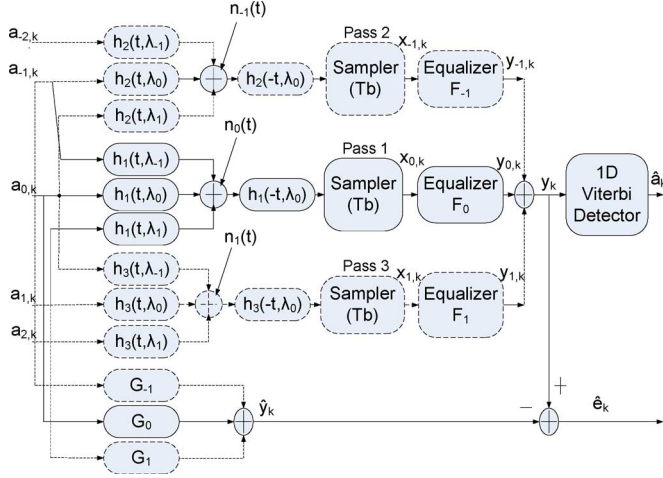 a-2,k
h2(t,λ-1)
n-1(t)
Pass 2
x-1,k
y-1,k
a-1,k
h2(t,λ0)
h2(-t,λ0)
Sampler
(Tb)
Equalizer
F-1
h2(t,λ1)
n0(t)
h1(t,λ-1)
Pass 1
x0,k
y0,k
a0,k
h1(t,λ0)
h1(-t,λ0)
Sampler
(Tb)
Equalizer
F0
yk
1D
Viterbi
Detector
âk
h1(t,λ1)
n1(t)
h3(t,λ-1)
Pass 3
x1,k
y1,k
a1,k
h3(t,λ0)
h3(-t,λ0)
Sampler
(Tb)
Equalizer
F1
a2,k
h3(t,λ1)
G-1
+
ŷk
−
êk
G0
G1